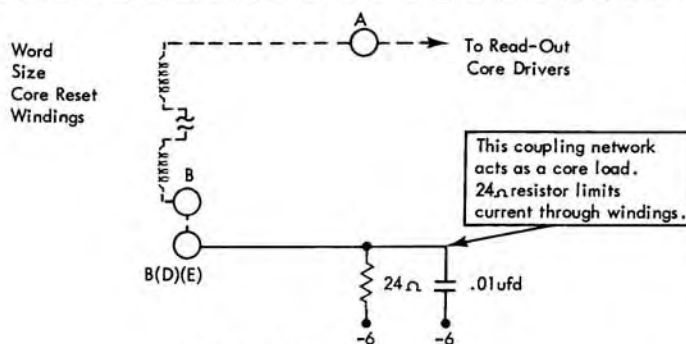 A
Word
Size
Core Reset
Windings
To Read-Out
Core Drivers
This coupling network
acts as a core load.
24Ω resistor limits
current through windings.
B
B(D)(E)
24Ω
.01ufd
-6
-6